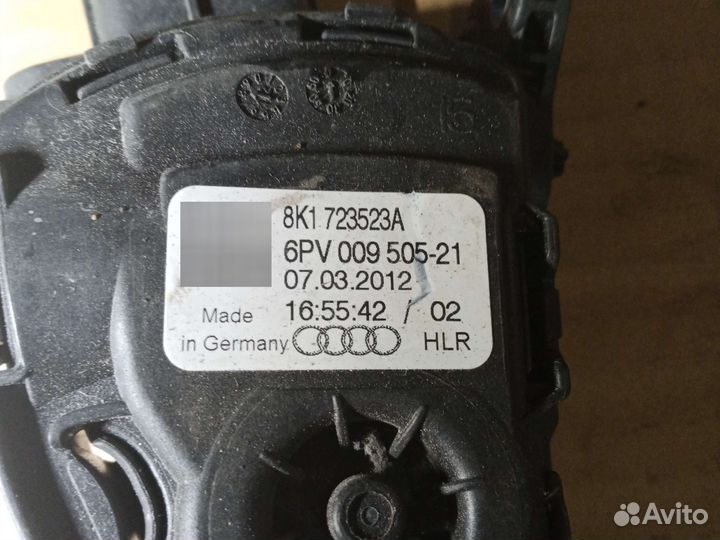 8K1 723523A
6PV 009 505-21
07.03.2012
Made 16:55:42 / 02
in Germany HLR
Avito